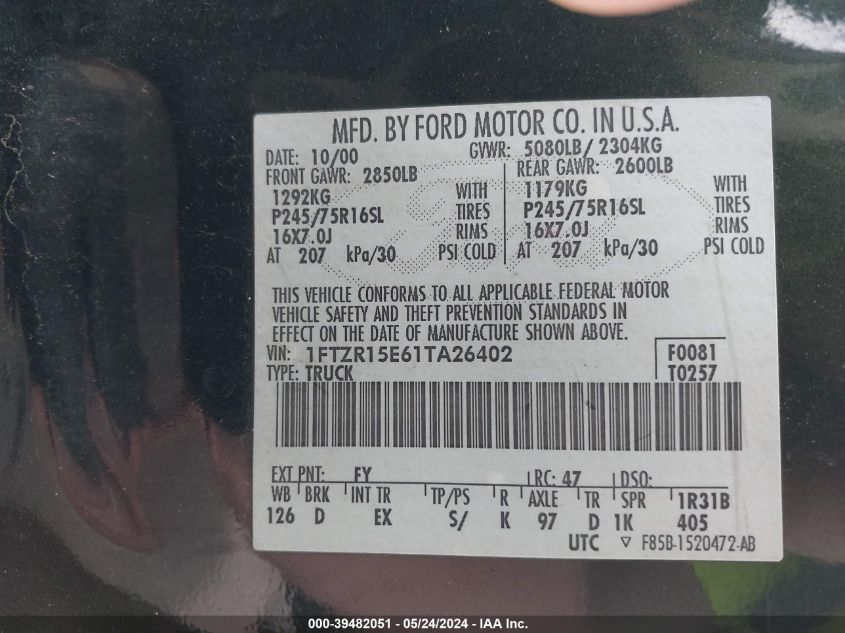 MFD. BY FORD MOTOR CO. IN U.S.A.
DATE: 10/00 GVWR: 5080LB/ 2304KG
FRONT GAWR: 2850LB REAR GAWR: 2600LB
1292KG WITH 1179KG WITH
P245/75R16SL TIRES P245/75R16SL TIRES
16X7.0J RIMS 16X7.0J RIMS
AT 207 kPa/30 PSI COLD AT 207 kPa/30 PSI COLD
THIS VEHICLE CONFORMS TO ALL APPLICABLE FEDERAL MOTOR
VEHICLE SAFETY AND THEFT PREVENTION STANDARDS IN
EFFECT ON THE DATE OF MANUFACTURE SHOWN ABOVE.
VIN: 1FTZR15E61TA26402 F0081
TYPE: TRUCK T0257
EXT PNT: FY RC: 47 DSO:
WB BRK INT TR TP/PS R AXLE TR SPR 1R31B
126 D EX S/ K 97 D 1K 405
UTC ▽ F85B-1520472-AB
000-39482051 - 05/24/2024 - IAA Inc.